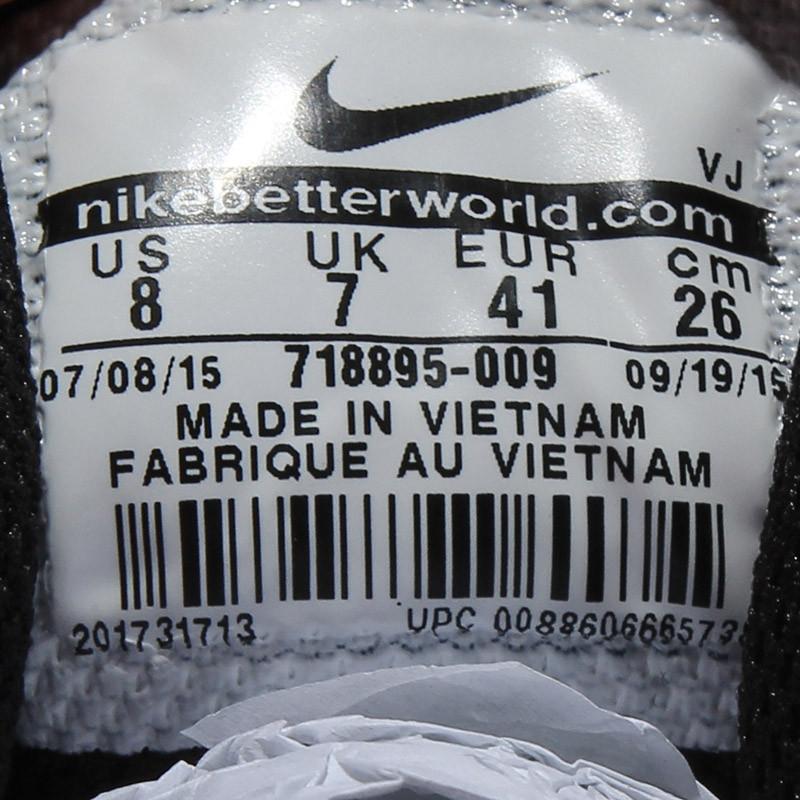 VJ
nikebetterworld.com
US UK EUR cm
8 7 41 26
07/08/15 718895-009 09/19/15
MADE IN VIETNAM
FABRIQUE AU VIETNAM
201731713 UPC